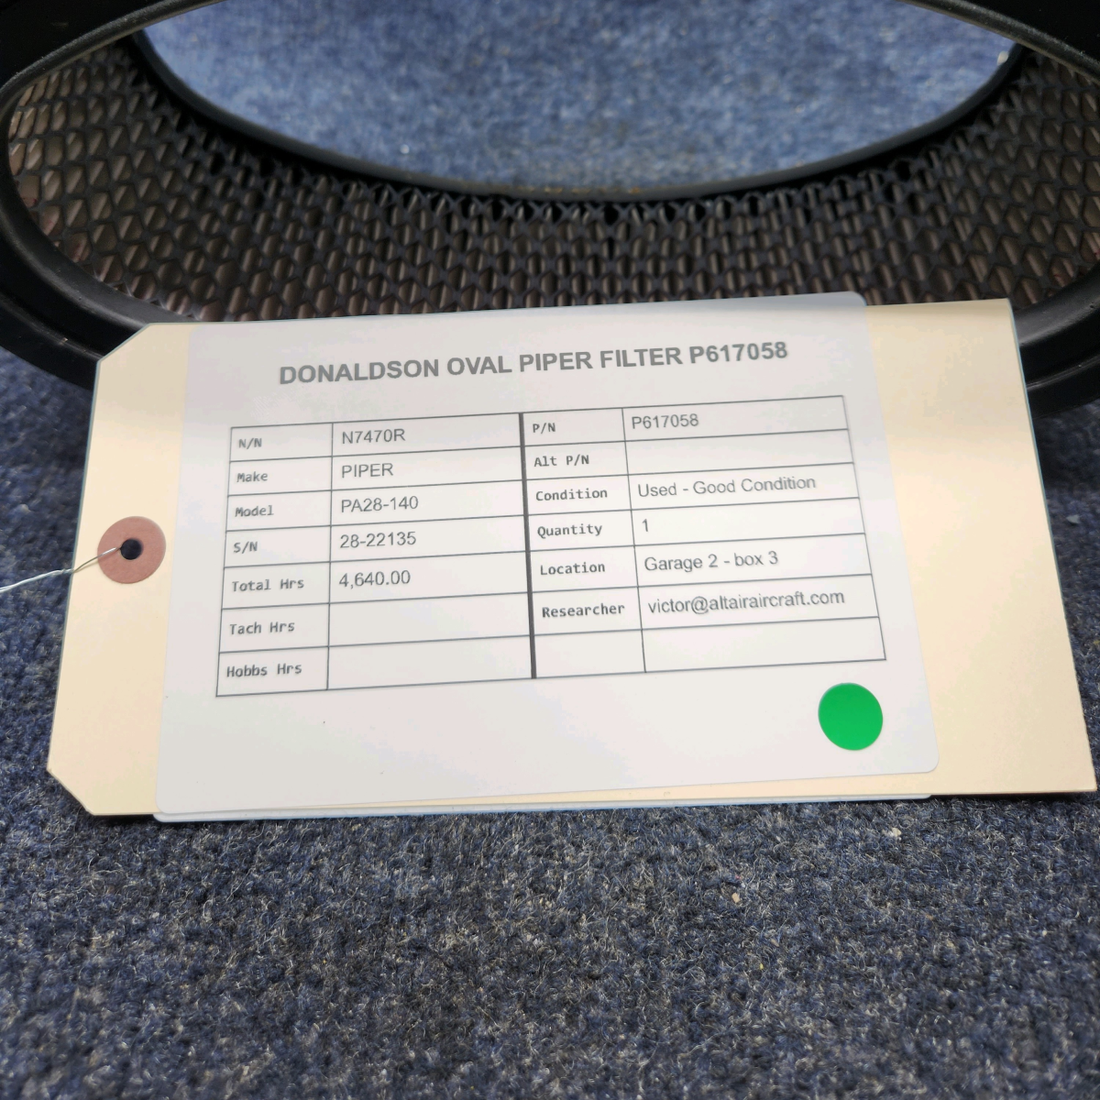 DONALDSON OVAL PIPER FILTER P617058
N/N N7470R P/N P617058
Make PIPER Alt P/N
Model PA28-140 Condition Used - Good Condition
S/N 28-22135 Quantity 1
Total Hrs 4,640.00 Location Garage 2 - box 3
Tach Hrs Researcher victor@altairaircraft.com
Hobbs Hrs